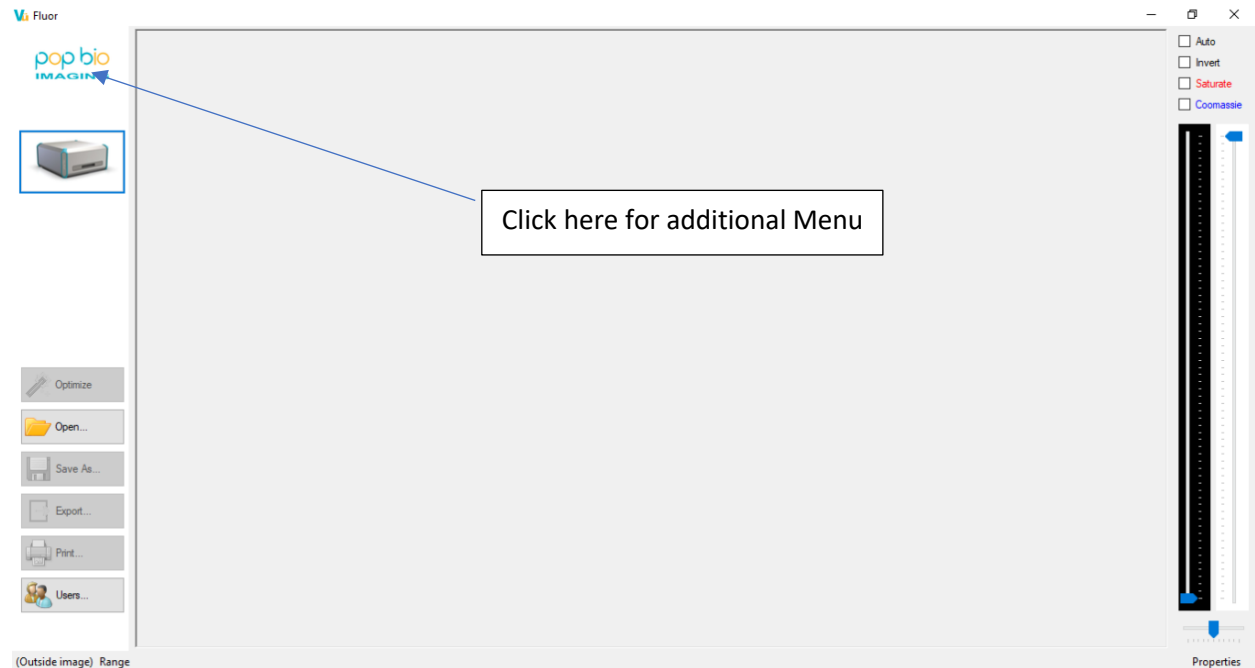 Fluor
pop bio
IMAGIN
Auto
Invert
Saturate
Coomassie
Click here for additional Menu
Optimize
Open...
Save As...
Export...
Print...
Users...
(Outside image) Range
Properties